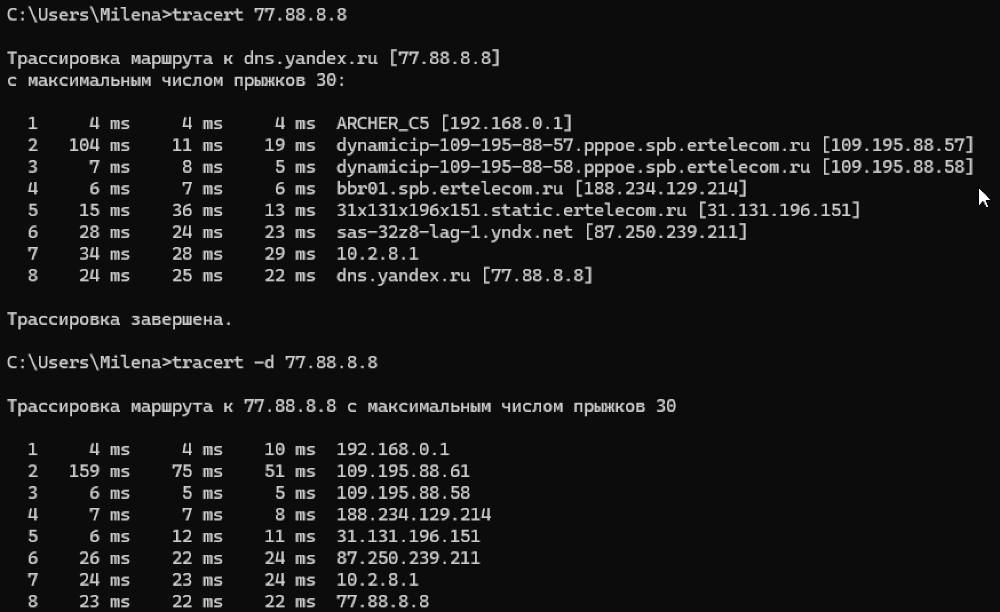 C:\Users\Milena>tracert 77.88.8.8
Трассировка маршрута к dns.yandex.ru [77.88.8.8]
с максимальным числом прыжков 30:
1 4 ms 4 ms 4 ms ARCHER_C5 [192.168.0.1]
2 104 ms 11 ms 19 ms dynamicip-109-195-88-57.pppoe.spb.ertelecom.ru [109.195.88.57]
3 7 ms 8 ms 5 ms dynamicip-109-195-88-58.pppoe.spb.ertelecom.ru [109.195.88.58]
4 6 ms 7 ms 6 ms bbr01.spb.ertelecom.ru [188.234.129.214]
5 15 ms 36 ms 13 ms 31x131x196x151.static.ertelecom.ru [31.131.196.151]
6 28 ms 24 ms 23 ms sas-32z8-lag-1.yndx.net [87.250.239.211]
7 34 ms 28 ms 29 ms 10.2.8.1
8 24 ms 25 ms 22 ms dns.yandex.ru [77.88.8.8]
Трассировка завершена.
C:\Users\Milena>tracert -d 77.88.8.8
Трассировка маршрута к 77.88.8.8 с максимальным числом прыжков 30
1 4 ms 4 ms 10 ms 192.168.0.1
2 159 ms 75 ms 51 ms 109.195.88.61
3 6 ms 5 ms 5 ms 109.195.88.58
4 7 ms 7 ms 8 ms 188.234.129.214
5 6 ms 12 ms 11 ms 31.131.196.151
6 26 ms 22 ms 24 ms 87.250.239.211
7 24 ms 23 ms 24 ms 10.2.8.1
8 23 ms 22 ms 22 ms 77.88.8.8